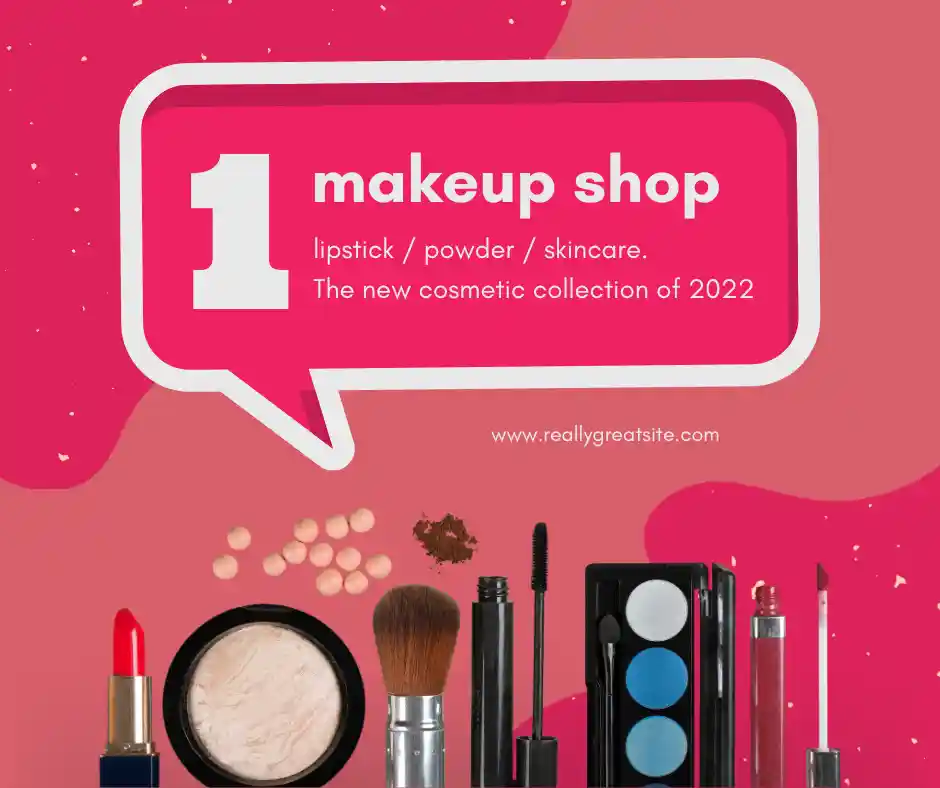 1
makeup shop
lipstick / powder / skincare.
The new cosmetic collection of 2022
www.reallygreatsite.com